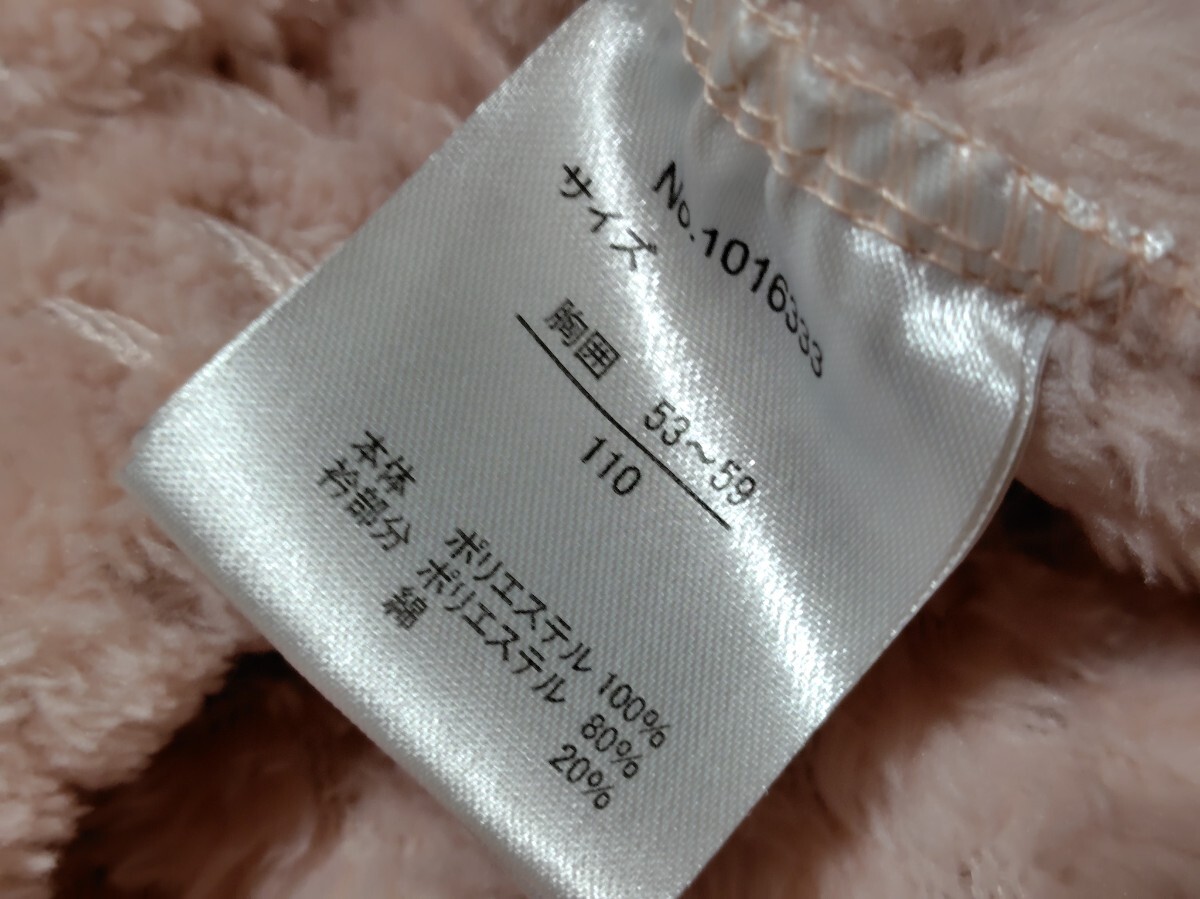 No.1016333
サイズ
胸囲 53～59
110
本体 ポリエステル 100%
衿部分 ポリエステル 80%
綿 20%